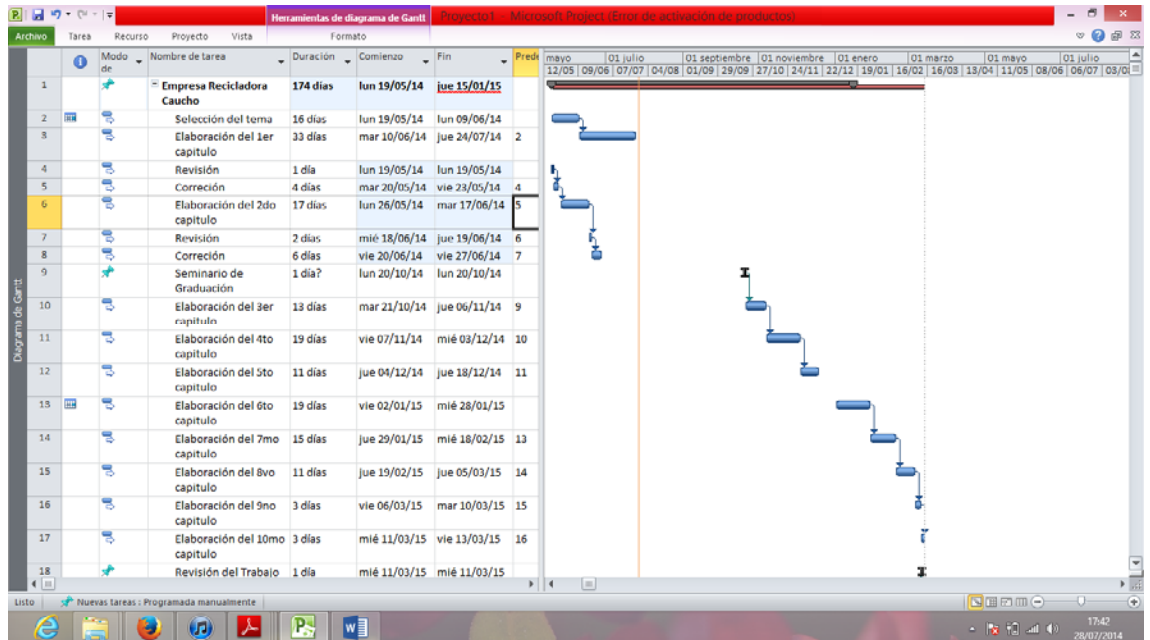 Herramientas de diagrama de Gantt Proyecto1 - Microsoft Project (Error de activación de productos)
Archivo Tarea Recurso Proyecto Vista Formato
Modo de Nombre de tarea Duración Comienzo Fin Prede
mayo 01 julio 01 septiembre 01 noviembre 01 enero 01 marzo 01 mayo 01 julio
12/05 09/06 07/07 04/08 01/09 29/09 27/10 24/11 22/12 19/01 16/02 16/03 13/04 11/05 08/06 06/07 03/0
1 Empresa Recicladora 174 días lun 19/05/14 jue 15/01/15
Caucho
2 Selección del tema 16 días lun 19/05/14 lun 09/06/14
3 Elaboración del 1er 33 días mar 10/06/14 jue 24/07/14 2
capitulo
4 Revisión 1 día lun 19/05/14 lun 19/05/14
5 Correción 4 días mar 20/05/14 vie 23/05/14 4
6 Elaboración del 2do 17 días lun 26/05/14 mar 17/06/14 5
capitulo
7 Revisión 2 días mié 18/06/14 jue 19/06/14 6
8 Correción 6 días vie 20/06/14 vie 27/06/14 7
9 Seminario de 1 día? lun 20/10/14 lun 20/10/14
Graduación
10 Elaboración del 3er 13 días mar 21/10/14 jue 06/11/14 9
capitulo
11 Elaboración del 4to 19 días vie 07/11/14 mié 03/12/14 10
capitulo
12 Elaboración del 5to 11 días jue 04/12/14 jue 18/12/14 11
capitulo
13 Elaboración del 6to 19 días vie 02/01/15 mié 28/01/15
capitulo
14 Elaboración del 7mo 15 días jue 29/01/15 mié 18/02/15 13
capitulo
15 Elaboración del 8vo 11 días jue 19/02/15 jue 05/03/15 14
capitulo
16 Elaboración del 9no 3 días vie 06/03/15 mar 10/03/15 15
capitulo
17 Elaboración del 10mo 3 días mié 11/03/15 vie 13/03/15 16
capitulo
18 Revisión del Trabajo 1 día mié 11/03/15 mié 11/03/15
Diagrama de Gantt
Listo Nuevas tareas : Programada manualmente
17:42
28/07/2014